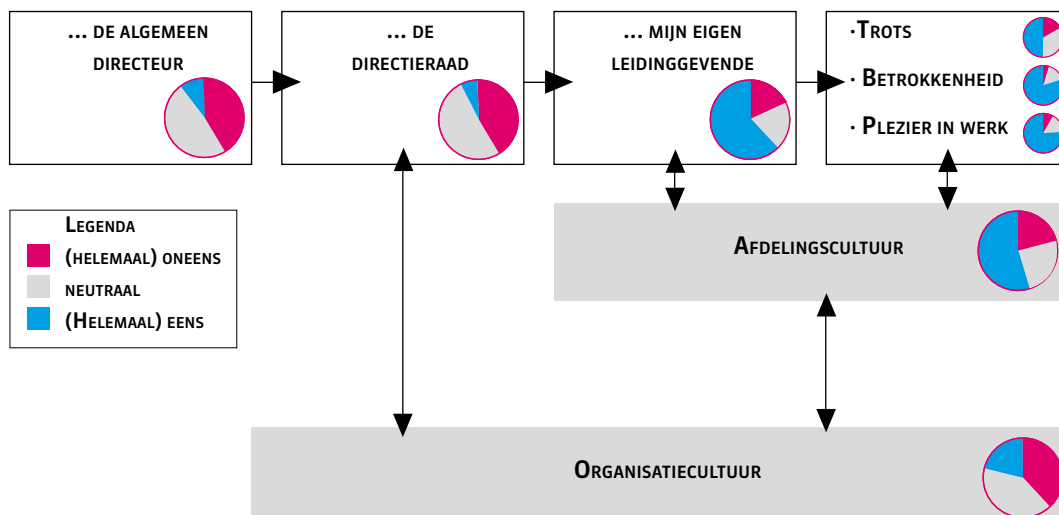 ... DE ALGEMEEN
DIRECTEUR
... DE
DIRECTIERAAD
... MIJN EIGEN
LEIDINGGEVENDE
· TROTS
· BETROKKENHEID
· PLEZIER IN WERK
LEGENDA
(HELEMAAL) ONEENS
NEUTRAAL
(HELEMAAL) EENS
AFDELINGSCULTUUR
ORGANISATIECULTUUR